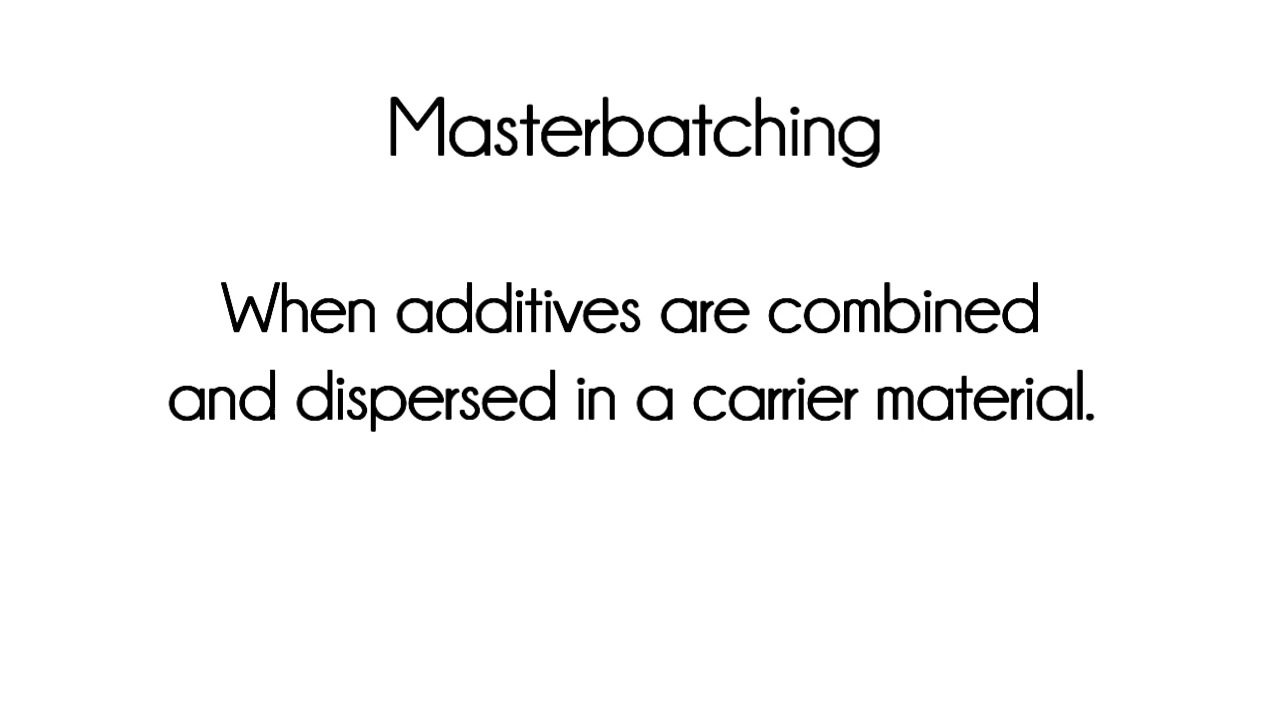 Masterbatching
When additives are combined
and dispersed in a carrier material.